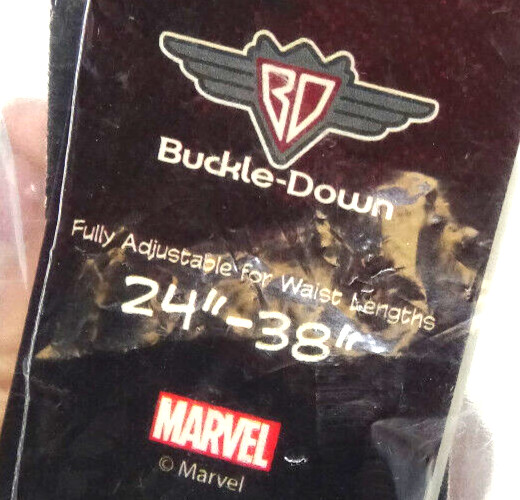 BD
Buckle-Down
Fully Adjustable for Waist Lengths
24"-38"
MARVEL
© Marvel